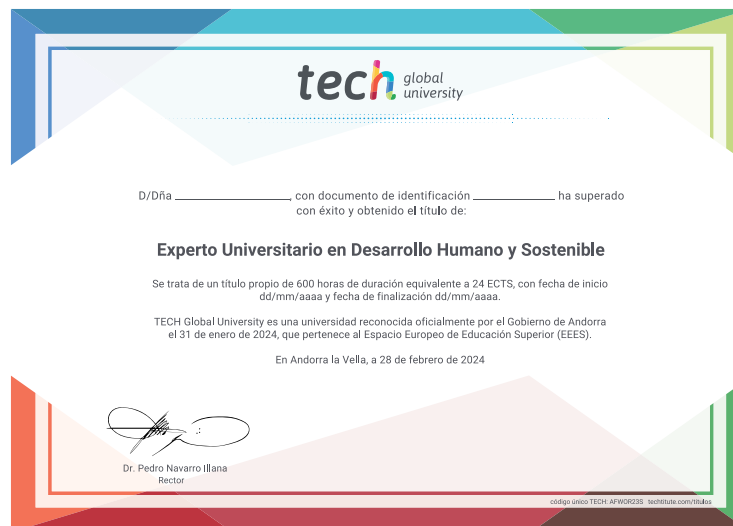 tech global university
D/Dña ____________, con documento de identificación ____________ ha superado
con éxito y obtenido el título de:
Experto Universitario en Desarrollo Humano y Sostenible
Se trata de un título propio de 600 horas de duración equivalente a 24 ECTS, con fecha de inicio
dd/mm/aaaa y fecha de finalización dd/mm/aaaa.
TECH Global University es una universidad reconocida oficialmente por el Gobierno de Andorra
el 31 de enero de 2024, que pertenece al Espacio Europeo de Educación Superior (EEES).
En Andorra la Vella, a 28 de febrero de 2024
Dr. Pedro Navarro Illana
Rector
código único TECH: AFWOR23S techtitute.com/titulos